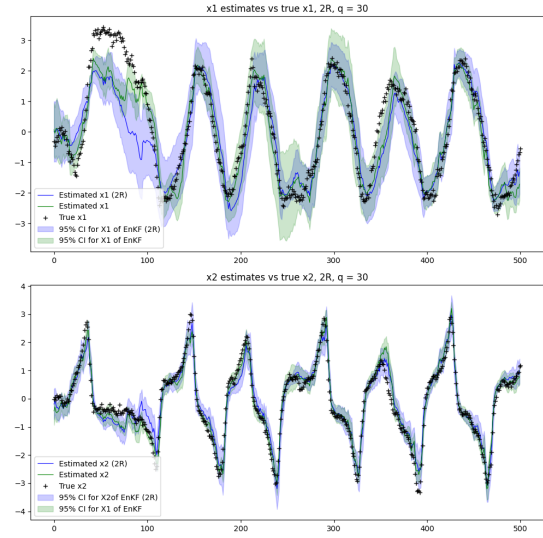 x1 estimates vs true x1, 2R, q = 30
3
2
1
0
−1
−2
−3
Estimated x1 (2R)
Estimated x1
True x1
95% CI for X1 of EnKF (2R)
95% CI for X1 of EnKF
0 100 200 300 400 500
x2 estimates vs true x2, 2R, q = 30
4
3
2
1
0
−1
−2
−3
−4
Estimated x2 (2R)
Estimated x2
True x2
95% CI for X2of EnKF (2R)
95% CI for X1 of EnKF
0 100 200 300 400 500